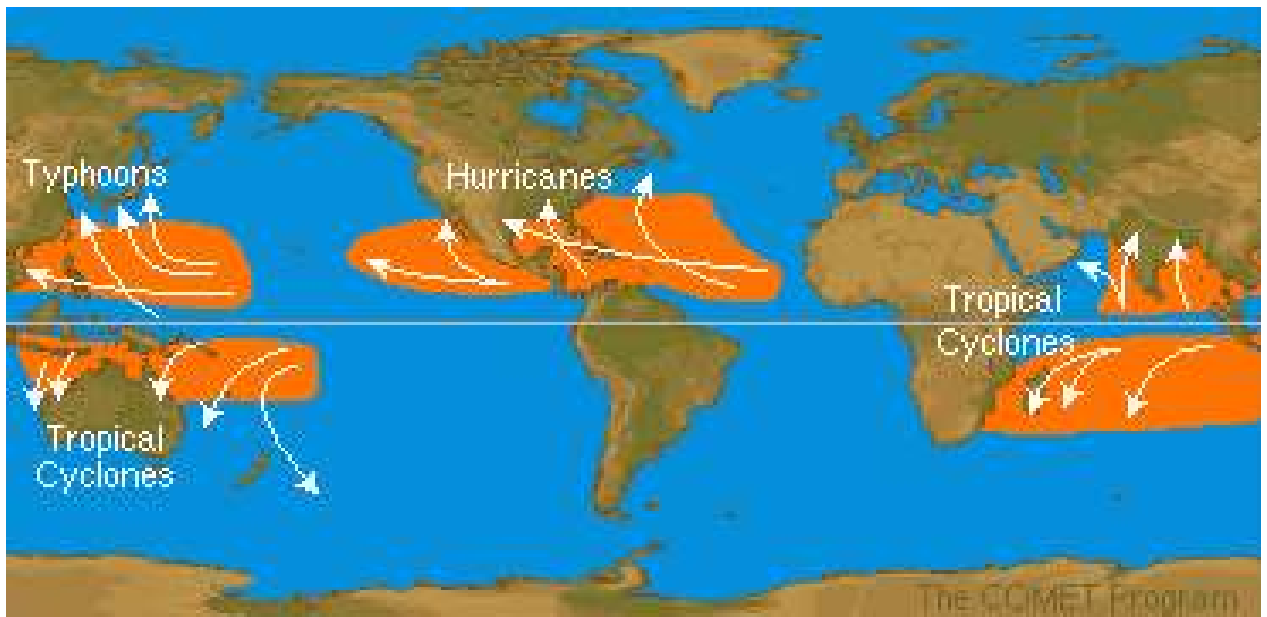 Typhoons
Hurricanes
Tropical
Cyclones
Tropical
Cyclones
The COMET Program